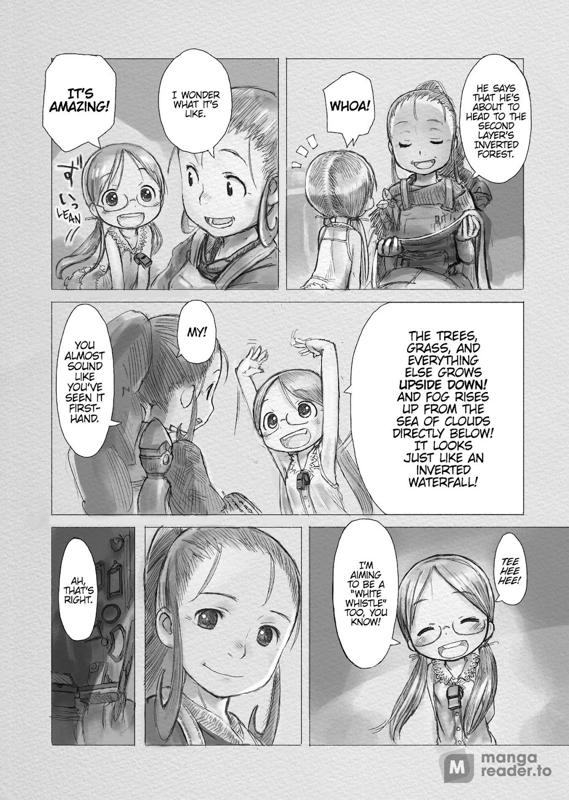 HE SAYS
THAT HE'S
ABOUT TO
HEAD TO THE
SECOND
LAYER'S
INVERTED
FOREST.
WHOA!
I WONDER
WHAT IT'S
LIKE.
IT'S
AMAZING!
ずいっ
LEAN
THE TREES,
GRASS, AND
EVERYTHING
ELSE GROWS
UPSIDE DOWN!
AND FOG RISES
UP FROM THE
SEA OF CLOUDS
DIRECTLY BELOW!
IT LOOKS
JUST LIKE AN
INVERTED
WATERFALL!
MY!
YOU
ALMOST
SOUND
LIKE
YOU'VE
SEEN IT
FIRST-
HAND.
TEE
HEE
HEE!
I'M
AIMING
TO BE A
"WHITE
WHISTLE"
TOO, YOU
KNOW!
AH,
THAT'S
RIGHT.
M manga
reader.to